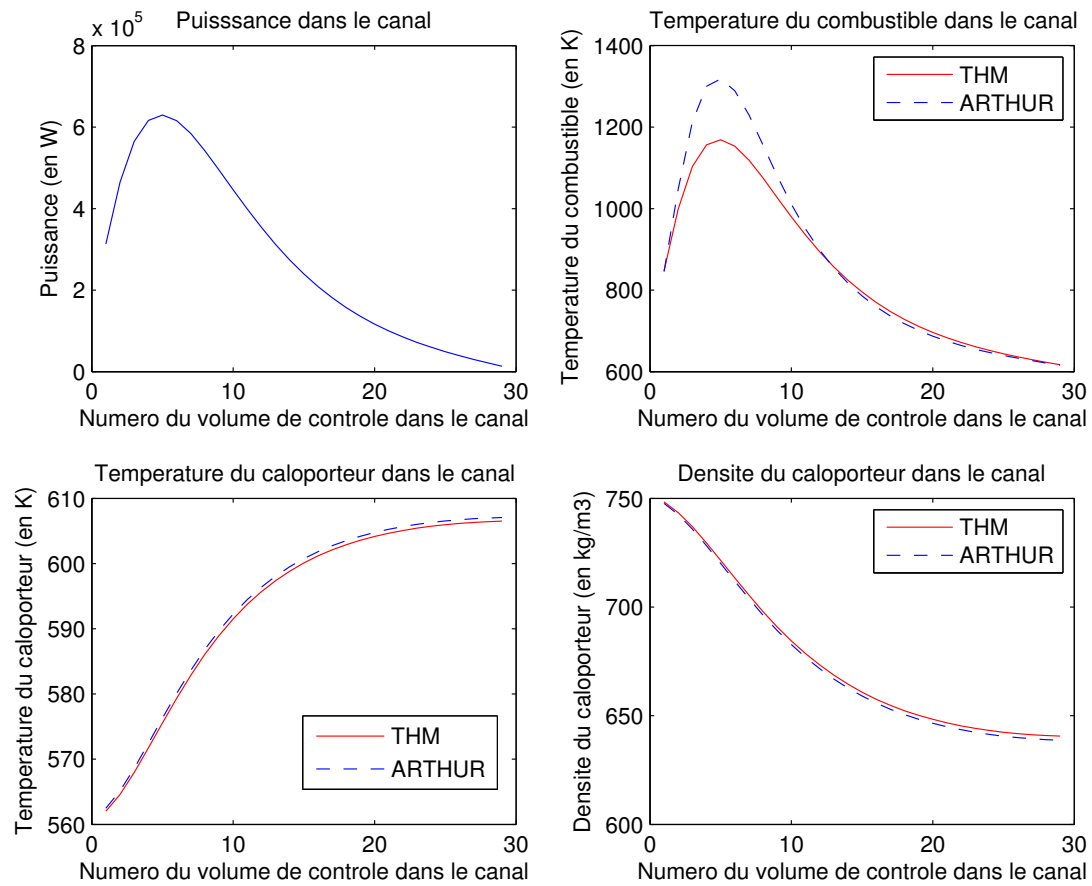 Puisssance dans le canal
x 10^5
8
6
4
2
0
0 10 20 30
Puissance (en W)
Numero du volume de controle dans le canal
Temperature du combustible dans le canal
1400
1200
1000
800
600
0 10 20 30
Temperature du combustible (en K)
THM
ARTHUR
Numero du volume de controle dans le canal
Temperature du caloporteur dans le canal
610
600
590
580
570
560
0 10 20 30
Temperature du caloporteur (en K)
THM
ARTHUR
Numero du volume de controle dans le canal
Densite du caloporteur dans le canal
750
700
650
600
0 10 20 30
Densite du caloporteur (en kg/m3)
THM
ARTHUR
Numero du volume de controle dans le canal